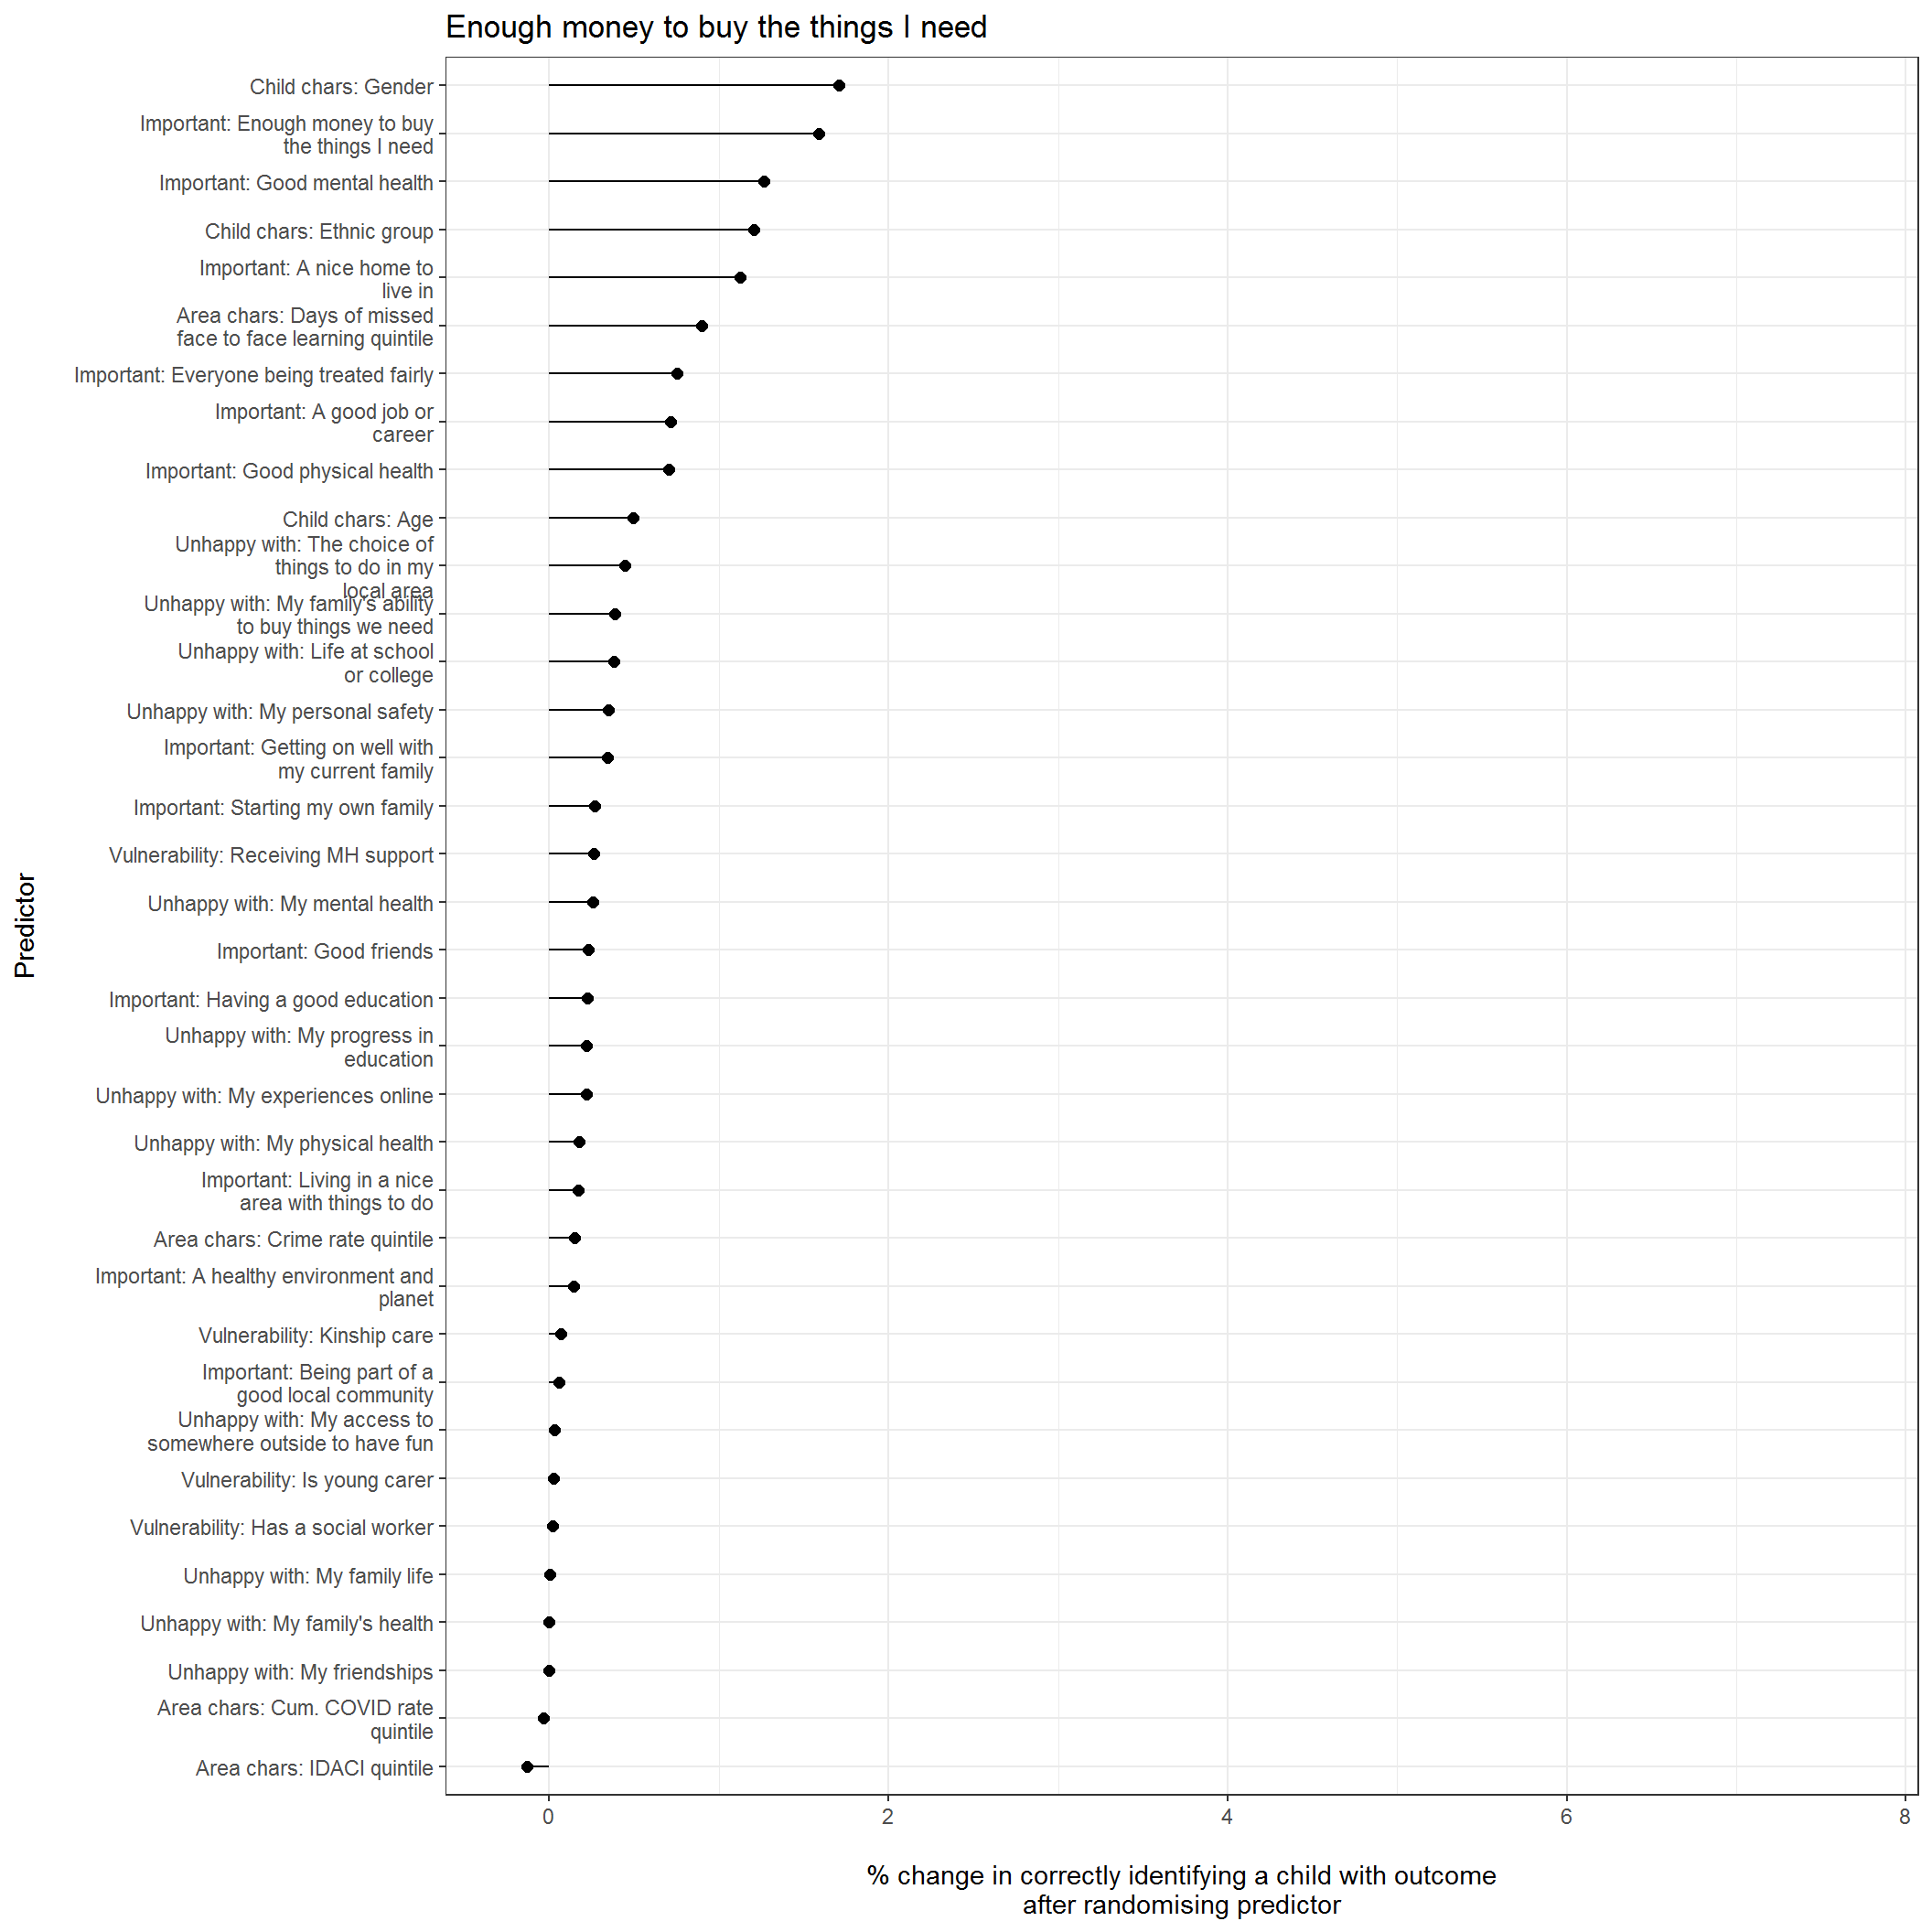 Enough money to buy the things I need
Child chars: Gender
Important: Enough money to buy
the things I need
Important: Good mental health
Child chars: Ethnic group
Important: A nice home to
live in
Area chars: Days of missed
face to face learning quintile
Important: Everyone being treated fairly
Important: A good job or
career
Important: Good physical health
Child chars: Age
Unhappy with: The choice of
things to do in my
local area
Unhappy with: My family's ability
to buy things we need
Unhappy with: Life at school
or college
Unhappy with: My personal safety
Important: Getting on well with
my current family
Important: Starting my own family
Vulnerability: Receiving MH support
Unhappy with: My mental health
Important: Good friends
Important: Having a good education
Unhappy with: My progress in
education
Unhappy with: My experiences online
Unhappy with: My physical health
Important: Living in a nice
area with things to do
Area chars: Crime rate quintile
Important: A healthy environment and
planet
Vulnerability: Kinship care
Important: Being part of a
good local community
Unhappy with: My access to
somewhere outside to have fun
Vulnerability: Is young carer
Vulnerability: Has a social worker
Unhappy with: My family life
Unhappy with: My family's health
Unhappy with: My friendships
Area chars: Cum. COVID rate
quintile
Area chars: IDACI quintile
Predictor
0 2 4 6 8
% change in correctly identifying a child with outcome
after randomising predictor